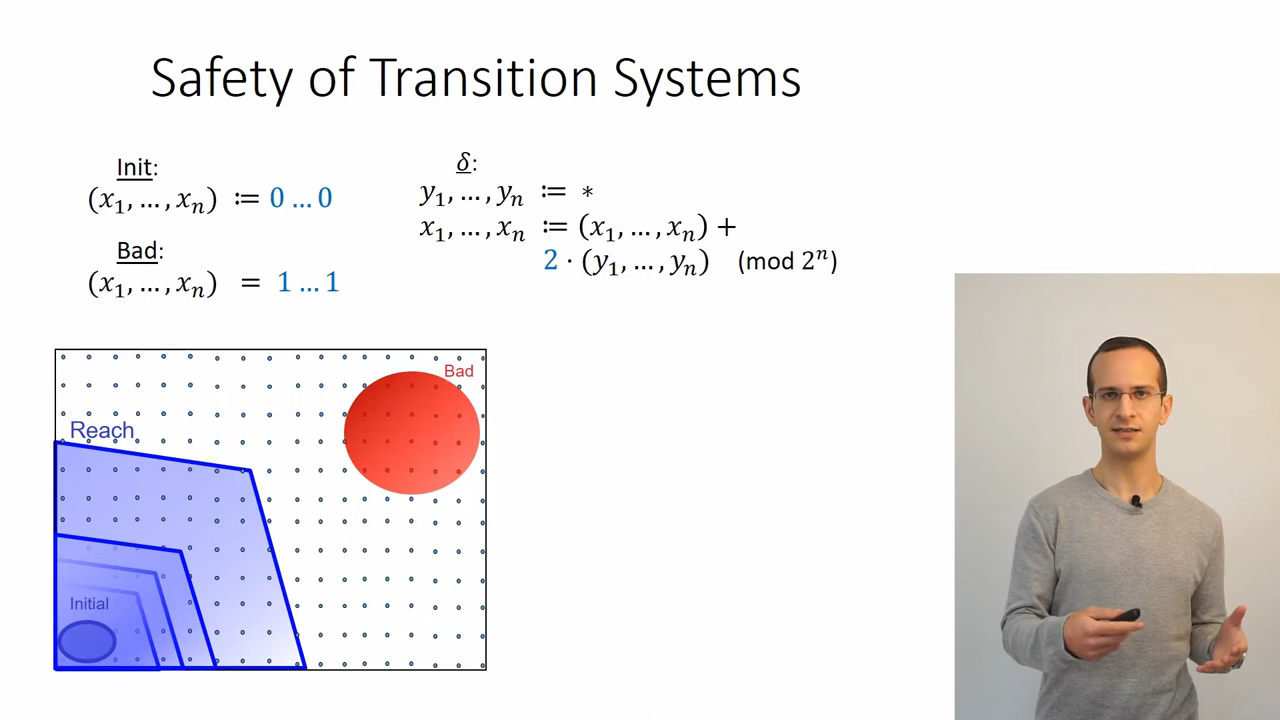 Safety of Transition Systems
Init:
(x₁, …, xₙ) ≔ 0 … 0
Bad:
(x₁, …, xₙ) = 1 … 1
δ:
y₁, …, yₙ ≔ *
x₁, …, xₙ ≔ (x₁, …, xₙ) +
2 · (y₁, …, yₙ) (mod 2ⁿ)
Bad
Reach
Initial